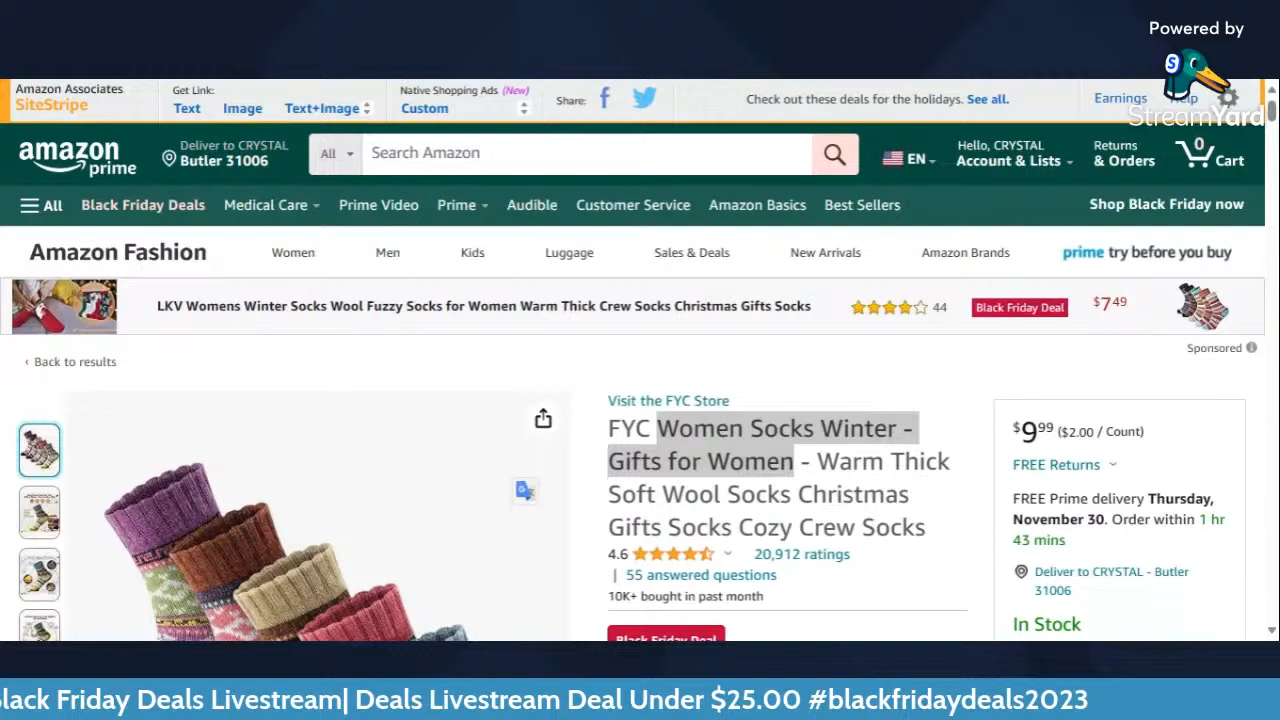 Powered by
StreamYard
Amazon Associates
SiteStripe
Get Link:
Text Image Text+Image
Native Shopping Ads (New)
Custom
Share:
Check out these deals for the holidays. See all.
Earnings Help
amazon prime
Deliver to CRYSTAL
Butler 31006
All Search Amazon
EN
Hello, CRYSTAL
Account & Lists
Returns
& Orders
0
Cart
All Black Friday Deals Medical Care Prime Video Prime Audible Customer Service Amazon Basics Best Sellers Shop Black Friday now
Amazon Fashion Women Men Kids Luggage Sales & Deals New Arrivals Amazon Brands prime try before you buy
LKV Womens Winter Socks Wool Fuzzy Socks for Women Warm Thick Crew Socks Christmas Gifts Socks 44 Black Friday Deal $7 49
Sponsored
‹ Back to results
Visit the FYC Store
FYC Women Socks Winter -
Gifts for Women - Warm Thick
Soft Wool Socks Christmas
Gifts Socks Cozy Crew Socks
4.6 20,912 ratings
| 55 answered questions
10K+ bought in past month
Black Friday Deal
$9 99 ($2.00 / Count)
FREE Returns
FREE Prime delivery Thursday,
November 30. Order within 1 hr
43 mins
Deliver to CRYSTAL - Butler
31006
In Stock
Black Friday Deals Livestream| Deals Livestream Deal Under $25.00 #blackfridaydeals2023